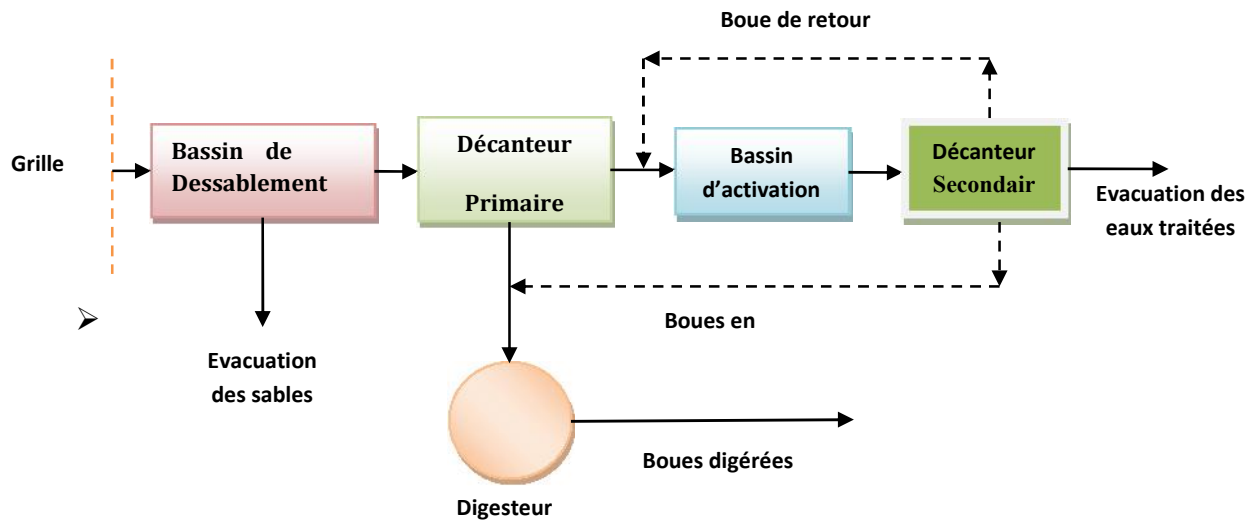 Boue de retour
Grille
Bassin de
Dessablement
Décanteur
Primaire
Bassin
d’activation
Décanteur
Secondair
Evacuation des
eaux traitées
Boues en
Evacuation
des sables
Boues digérées
Digesteur